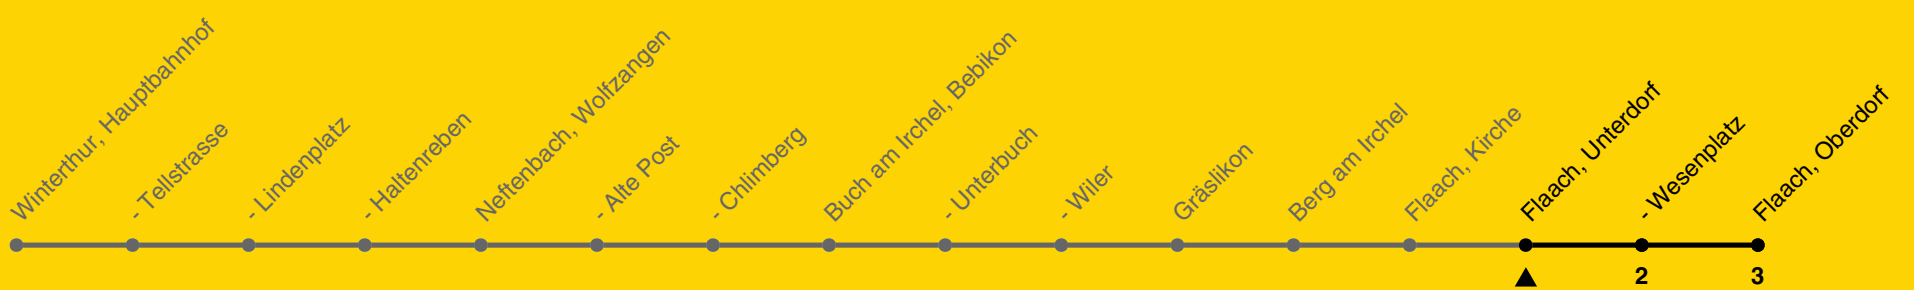 Winterthur, Hauptbahnhof
- Tellstrasse
- Lindenplatz
- Haltenreben
Neftenbach, Wolfzangen
- Alte Post
- Chlimberg
Buch am Irchel, Bebikon
- Unterbuch
- Wiler
Gräslikon
Berg am Irchel
Flaach, Kirche
Flaach, Unterdorf
- Wesenplatz
Flaach, Oberdorf
2
3